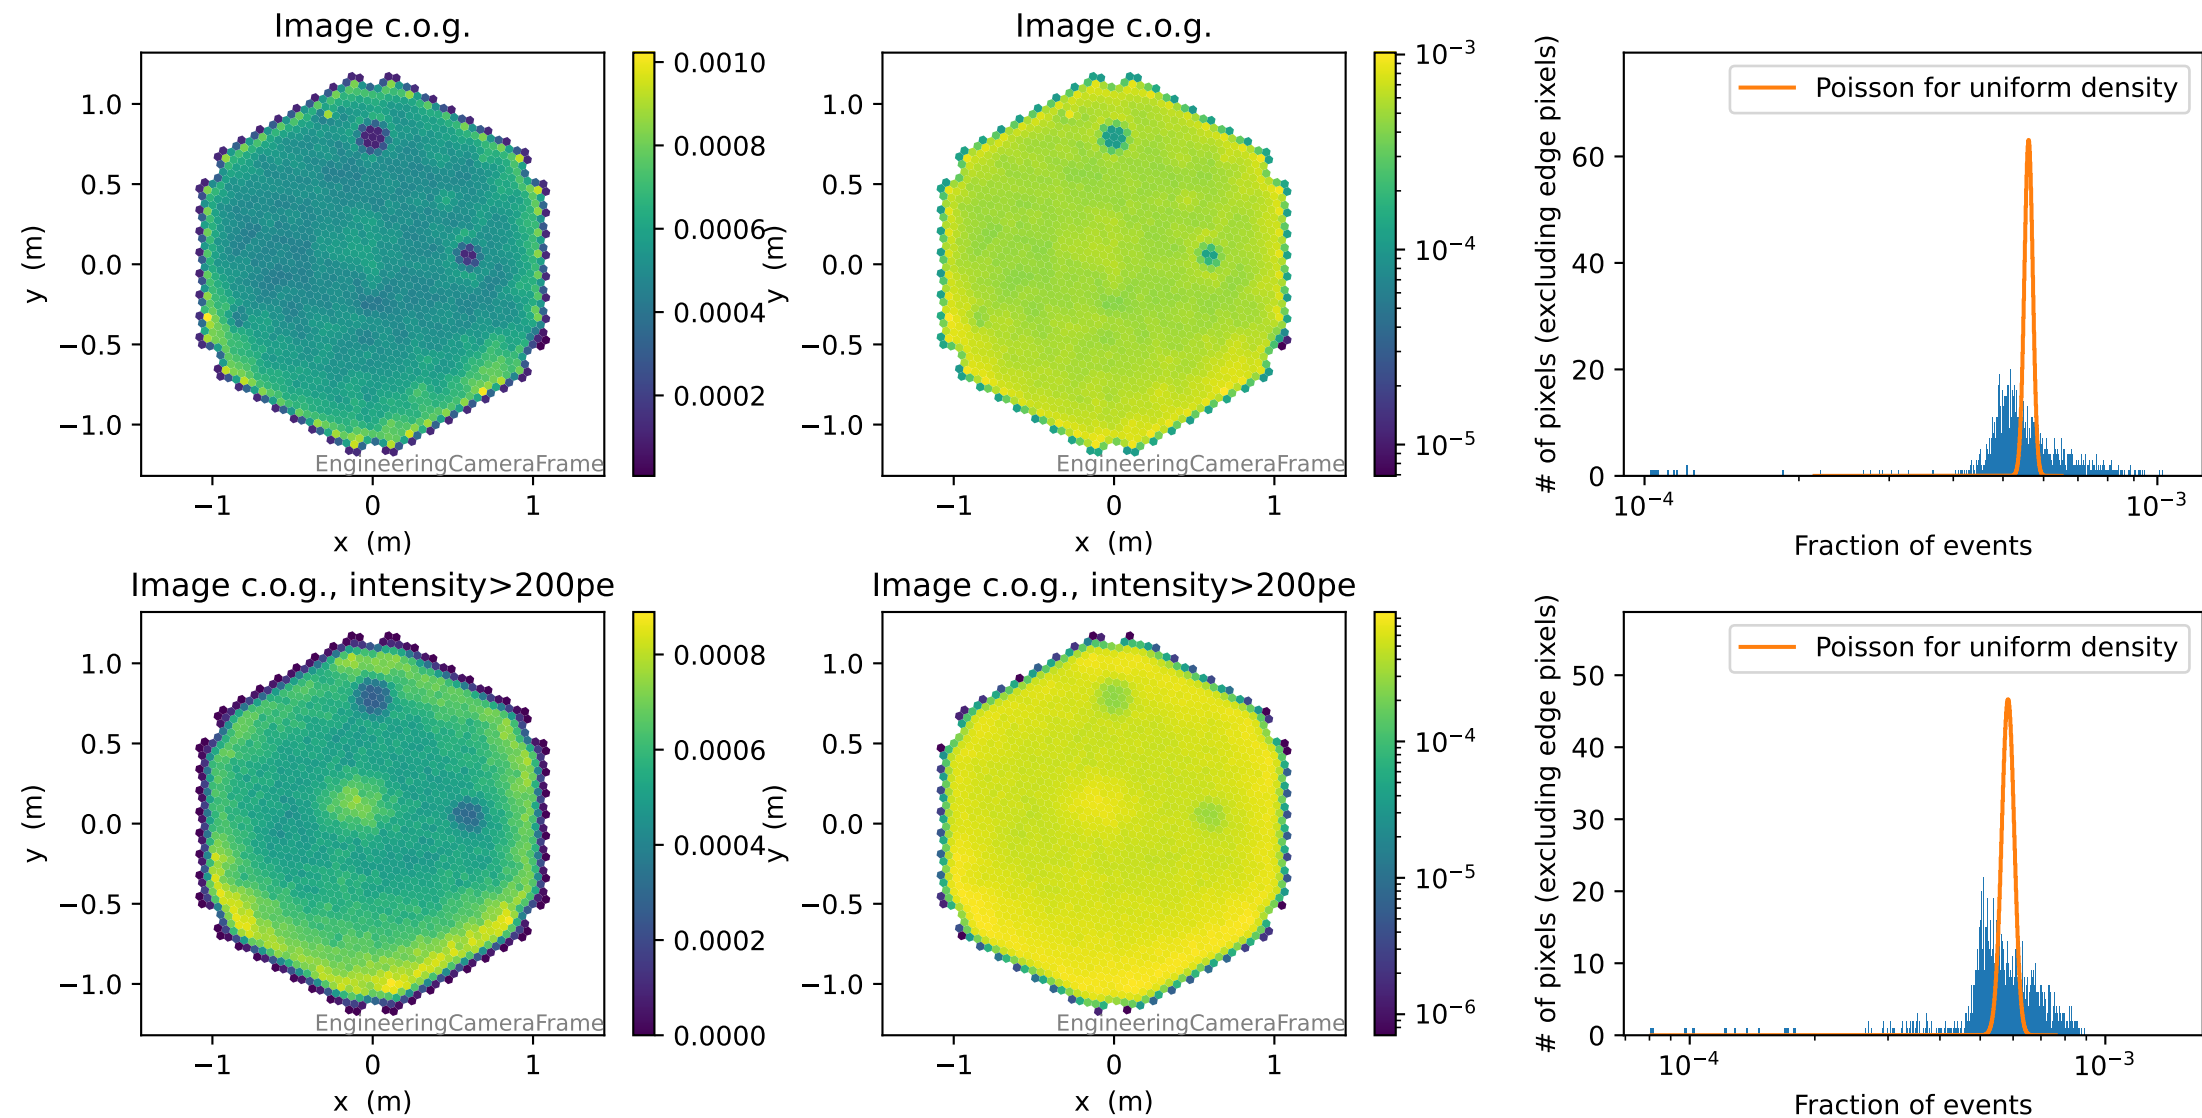 Image c.o.g.
1.0
0.5
0.0
−0.5
−1.0
y (m)
−1
0
1
x (m)
EngineeringCameraFrame
0.0010
0.0008
0.0006
0.0004
0.0002
Image c.o.g.
1.0
0.5
0.0
−0.5
−1.0
y (m)
−1
0
1
x (m)
EngineeringCameraFrame
10⁻³
10⁻⁴
10⁻⁵
Poisson for uniform density
# of pixels (excluding edge pixels)
60
40
20
0
10⁻⁴
10⁻³
Fraction of events
Image c.o.g., intensity>200pe
1.0
0.5
0.0
−0.5
−1.0
y (m)
−1
0
1
x (m)
EngineeringCameraFrame
0.0008
0.0006
0.0004
0.0002
0.0000
Image c.o.g., intensity>200pe
1.0
0.5
0.0
−0.5
−1.0
y (m)
−1
0
1
x (m)
EngineeringCameraFrame
10⁻⁴
10⁻⁵
10⁻⁶
Poisson for uniform density
# of pixels (excluding edge pixels)
50
40
30
20
10
0
10⁻⁴
10⁻³
Fraction of events